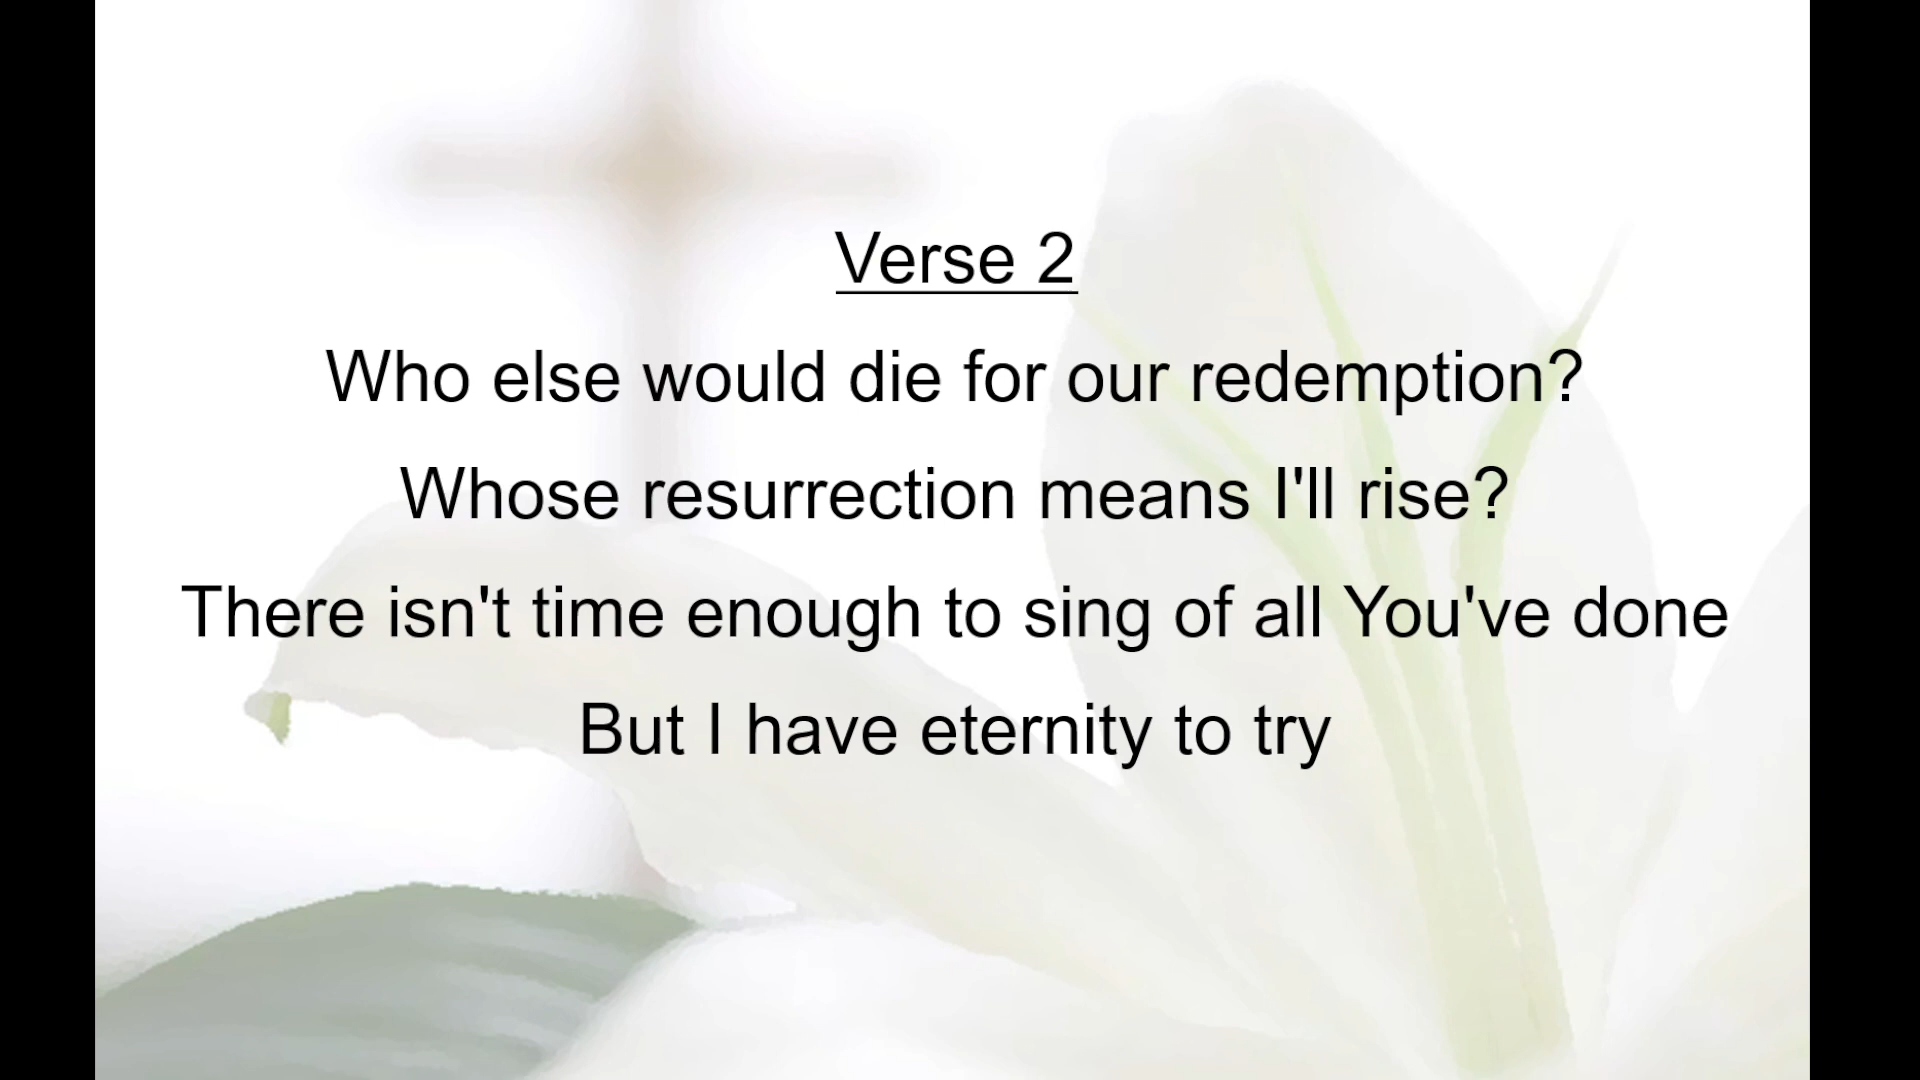 Verse 2
Who else would die for our redemption?
Whose resurrection means I'll rise?
There isn't time enough to sing of all You've done
But I have eternity to try